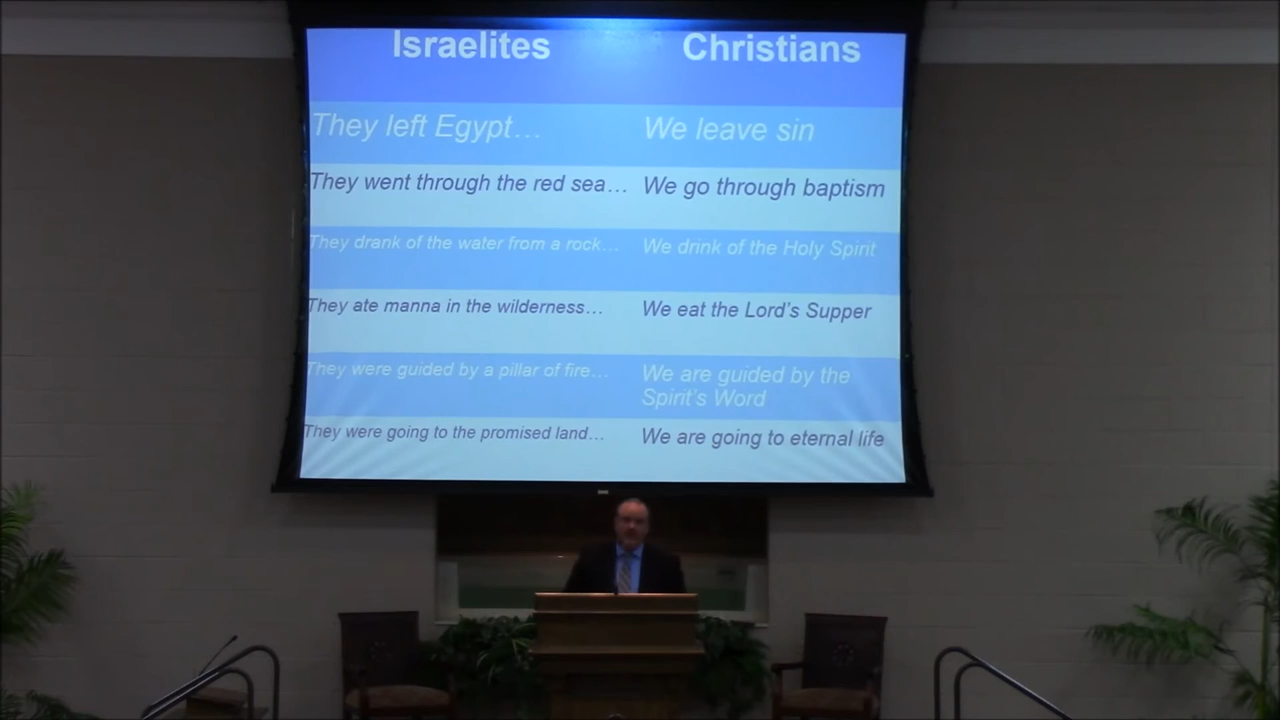 Israelites Christians
They left Egypt… We leave sin
They went through the red sea… We go through baptism
They drank of the water from a rock… We drink of the Holy Spirit
They ate manna in the wilderness… We eat the Lord's Supper
They were guided by a pillar of fire… We are guided by the
Spirit's Word
They were going to the promised land… We are going to eternal life